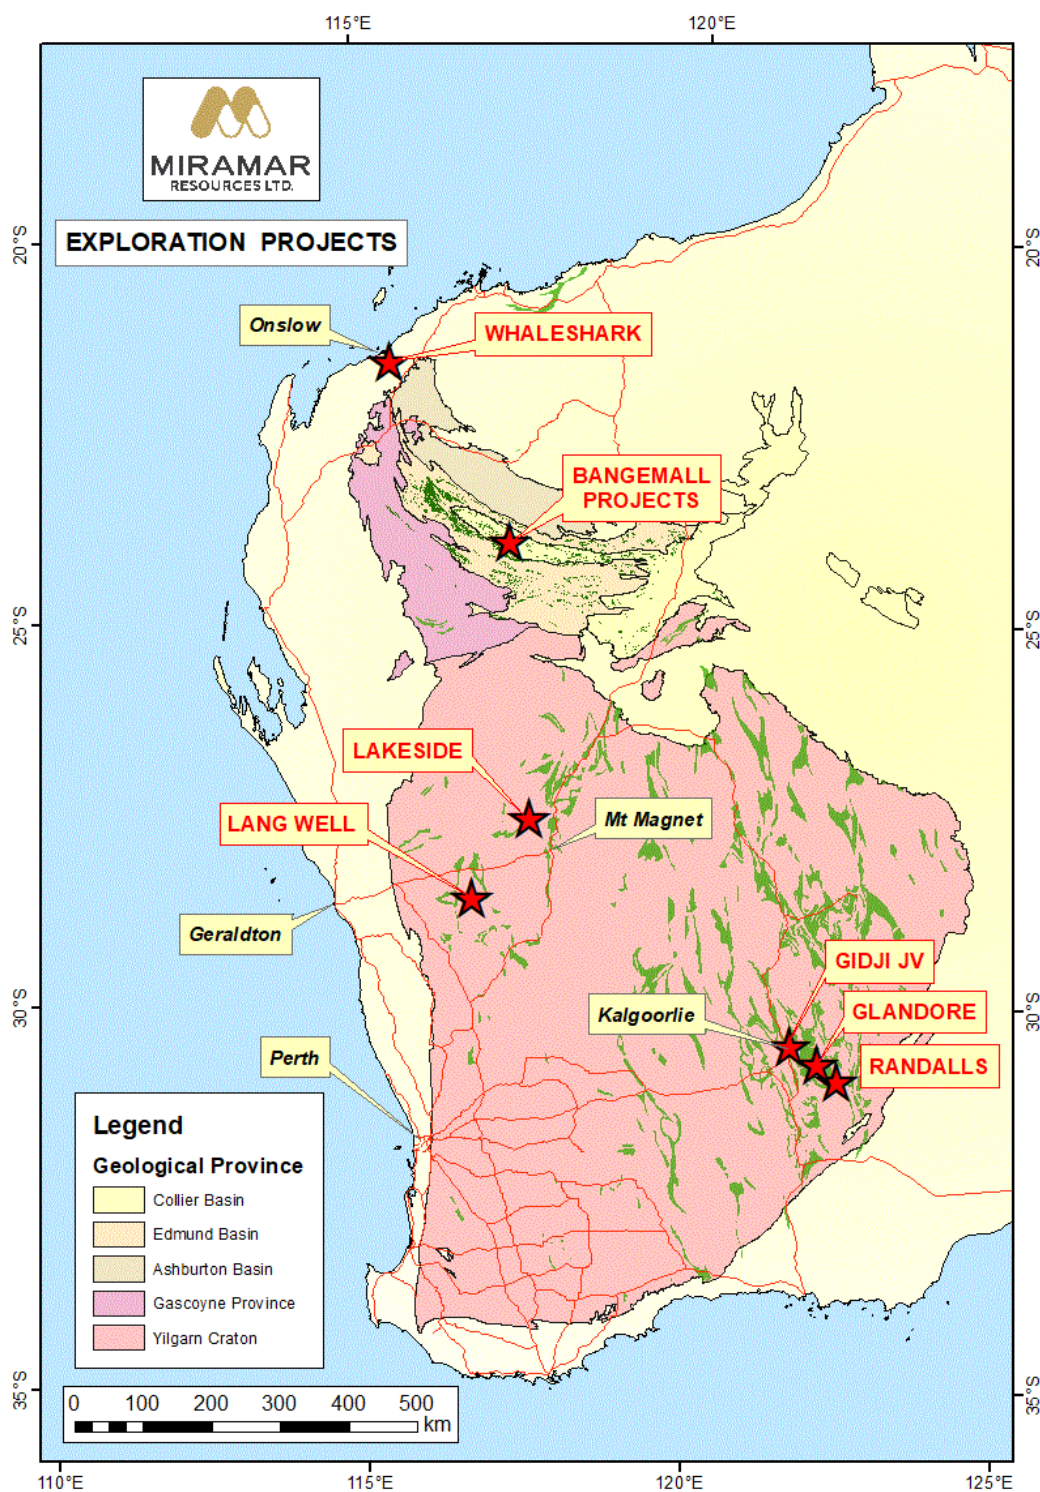 115°E
120°E
MIRAMAR
RESOURCES LTD.
EXPLORATION PROJECTS
20°S
20°S
Onslow
WHALESHARK
BANGEMALL
PROJECTS
25°S
25°S
LAKESIDE
LANG WELL
Mt Magnet
Geraldton
GIDJI JV
Kalgoorlie
GLANDORE
30°S
30°S
Perth
RANDALLS
Legend
Geological Province
Collier Basin
Edmund Basin
Ashburton Basin
Gascoyne Province
Yilgarn Craton
35°S
35°S
0 100 200 300 400 500
km
110°E
115°E
120°E
125°E